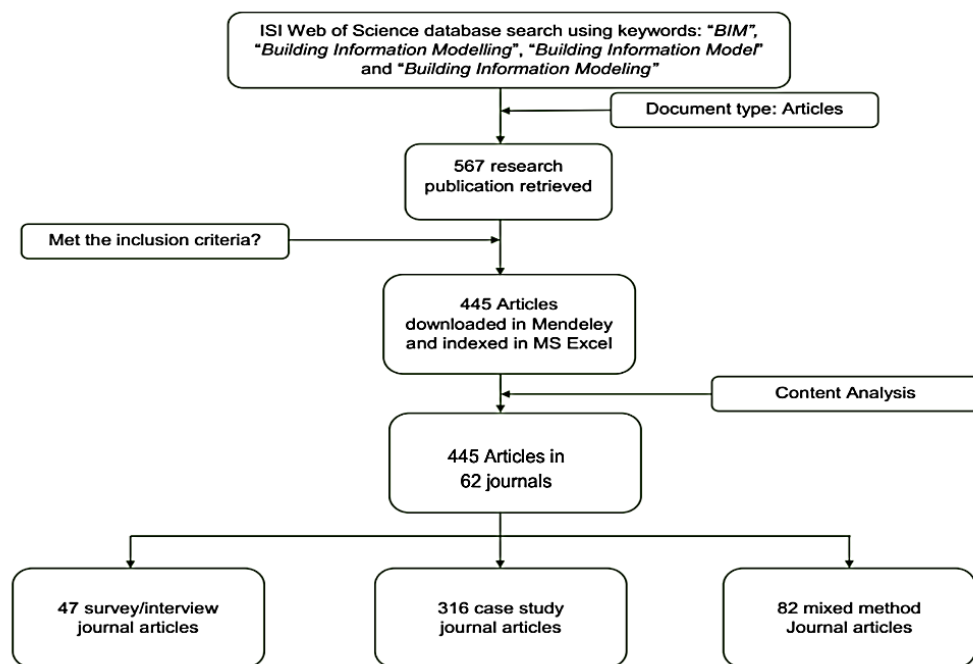 ISI Web of Science database search using keywords: “BIM”,
“Building Information Modelling”, “Building Information Model”
and “Building Information Modeling”
Document type: Articles
567 research
publication retrieved
Met the inclusion criteria?
445 Articles
downloaded in Mendeley
and indexed in MS Excel
Content Analysis
445 Articles in
62 journals
47 survey/interview
journal articles
316 case study
journal articles
82 mixed method
Journal articles